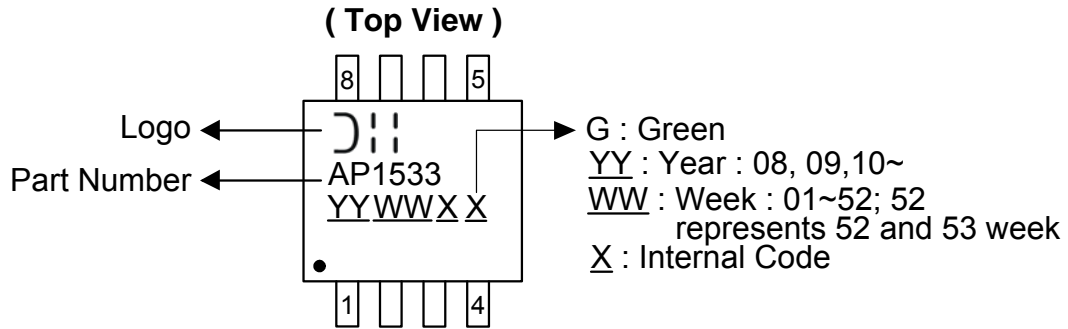 ( Top View )
8 5
Logo
AP1533
Part Number
YY WW X X
1 4
G : Green
YY : Year : 08, 09,10~
WW : Week : 01~52; 52
represents 52 and 53 week
X : Internal Code